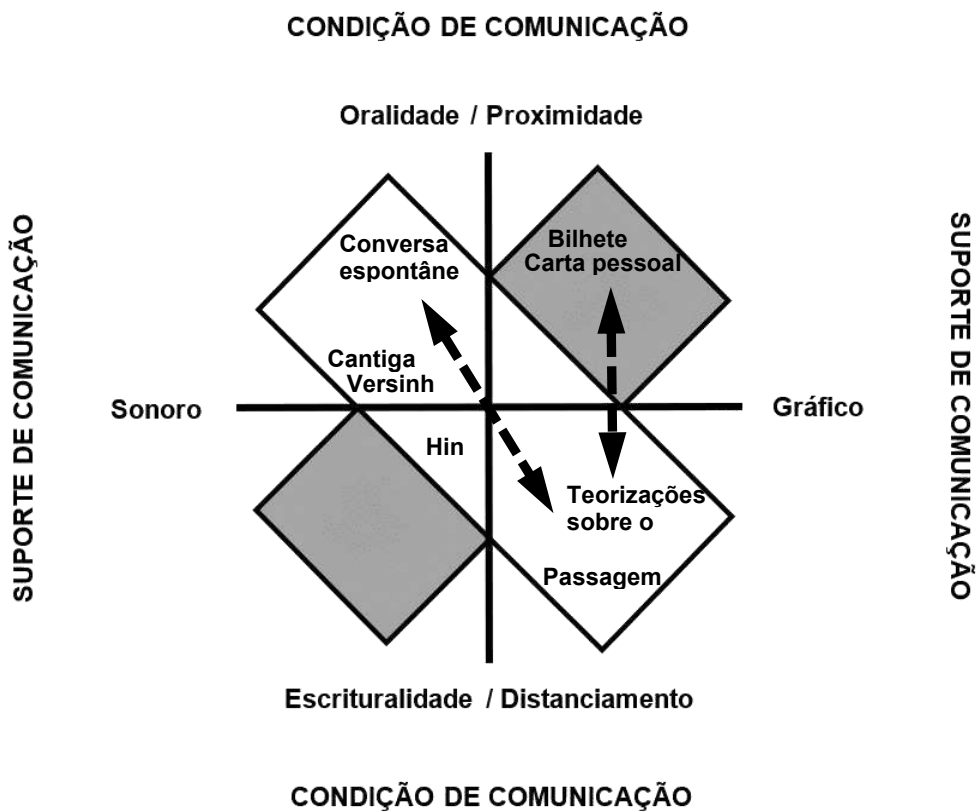 CONDIÇÃO DE COMUNICAÇÃO
Oralidade / Proximidade
SUPORTE DE COMUNICAÇÃO
SUPORTE DE COMUNICAÇÃO
Conversa
espontâne
Bilhete
Carta pessoal
Cantiga
Versinh
Sonoro
Gráfico
Hin
Teorizações
sobre o
Passagem
Escrituralidade / Distanciamento
CONDIÇÃO DE COMUNICAÇÃO